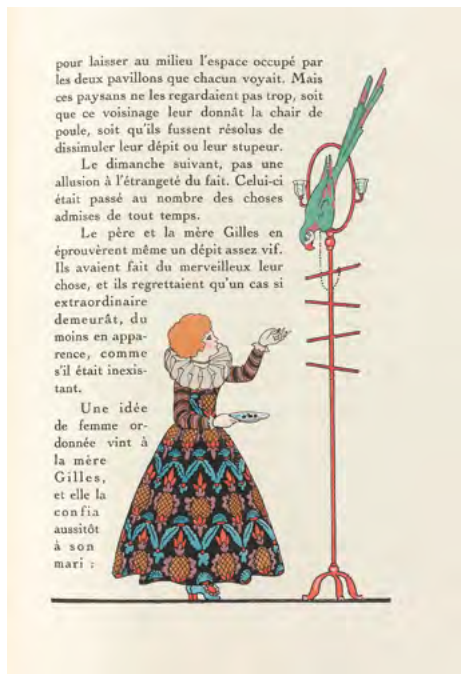 pour laisser au milieu l'espace occupé par
les deux pavillons que chacun voyait. Mais
ces paysans ne les regardaient pas trop, soit
que ce voisinage leur donnât la chair de
poule, soit qu'ils fussent résolus de
dissimuler leur dépit ou leur stupeur.
Le dimanche suivant, pas une
allusion à l'étrangeté du fait. Celui-ci
était passé au nombre des choses
admises de tout temps.
Le père et la mère Gilles en
éprouvèrent même un dépit assez vif.
Ils avaient fait du merveilleux leur
chose, et ils regrettaient qu'un cas si
extraordinaire
demeurât, du
moins en appa-
rence, comme
s'il était inexis-
tant.
Une idée
de femme or-
donnée vint à
la mère
Gilles,
et elle la
confia
aussitôt
à son
mari :